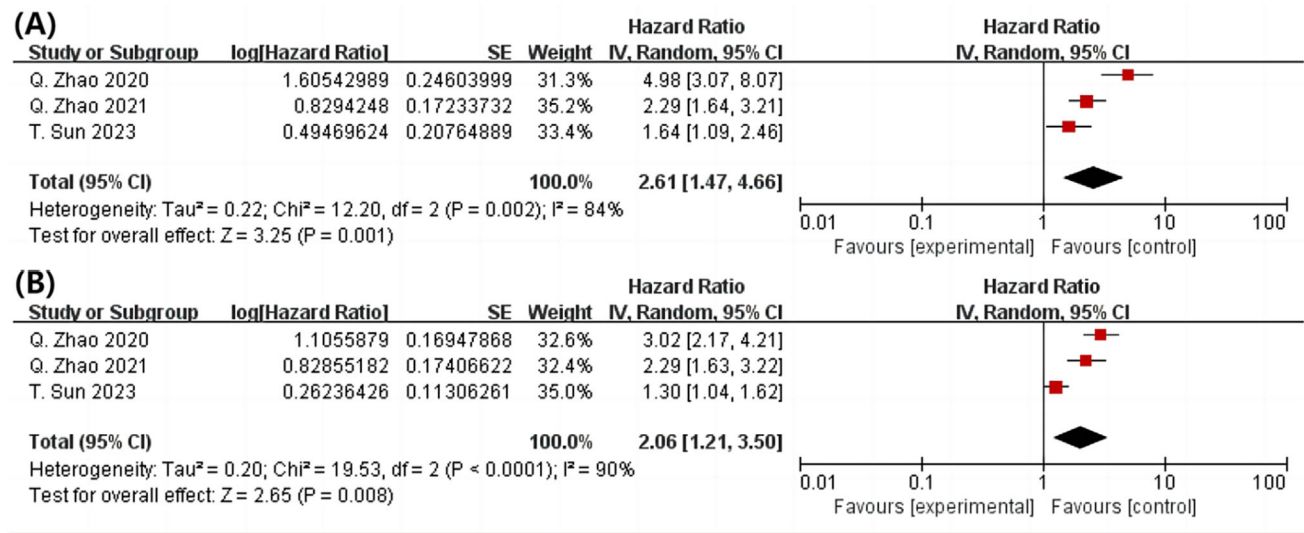 (A)
Hazard Ratio Hazard Ratio
Study or Subgroup log[Hazard Ratio] SE Weight IV, Random, 95% CI IV, Random, 95% CI
Q. Zhao 2020 1.60542989 0.24603999 31.3% 4.98 [3.07, 8.07]
Q. Zhao 2021 0.8294248 0.17233732 35.2% 2.29 [1.64, 3.21]
T. Sun 2023 0.49469624 0.20764889 33.4% 1.64 [1.09, 2.46]
Total (95% CI) 100.0% 2.61 [1.47, 4.66]
Heterogeneity: Tau² = 0.22; Chi² = 12.20, df = 2 (P = 0.002); I² = 84%
Test for overall effect: Z = 3.25 (P = 0.001)
0.01 0.1 1 10 100
Favours [experimental] Favours [control]
(B)
Hazard Ratio Hazard Ratio
Study or Subgroup log[Hazard Ratio] SE Weight IV, Random, 95% CI IV, Random, 95% CI
Q. Zhao 2020 1.1055879 0.16947868 32.6% 3.02 [2.17, 4.21]
Q. Zhao 2021 0.82855182 0.17406622 32.4% 2.29 [1.63, 3.22]
T. Sun 2023 0.26236426 0.11306261 35.0% 1.30 [1.04, 1.62]
Total (95% CI) 100.0% 2.06 [1.21, 3.50]
Heterogeneity: Tau² = 0.20; Chi² = 19.53, df = 2 (P < 0.0001); I² = 90%
Test for overall effect: Z = 2.65 (P = 0.008)
0.01 0.1 1 10 100
Favours [experimental] Favours [control]